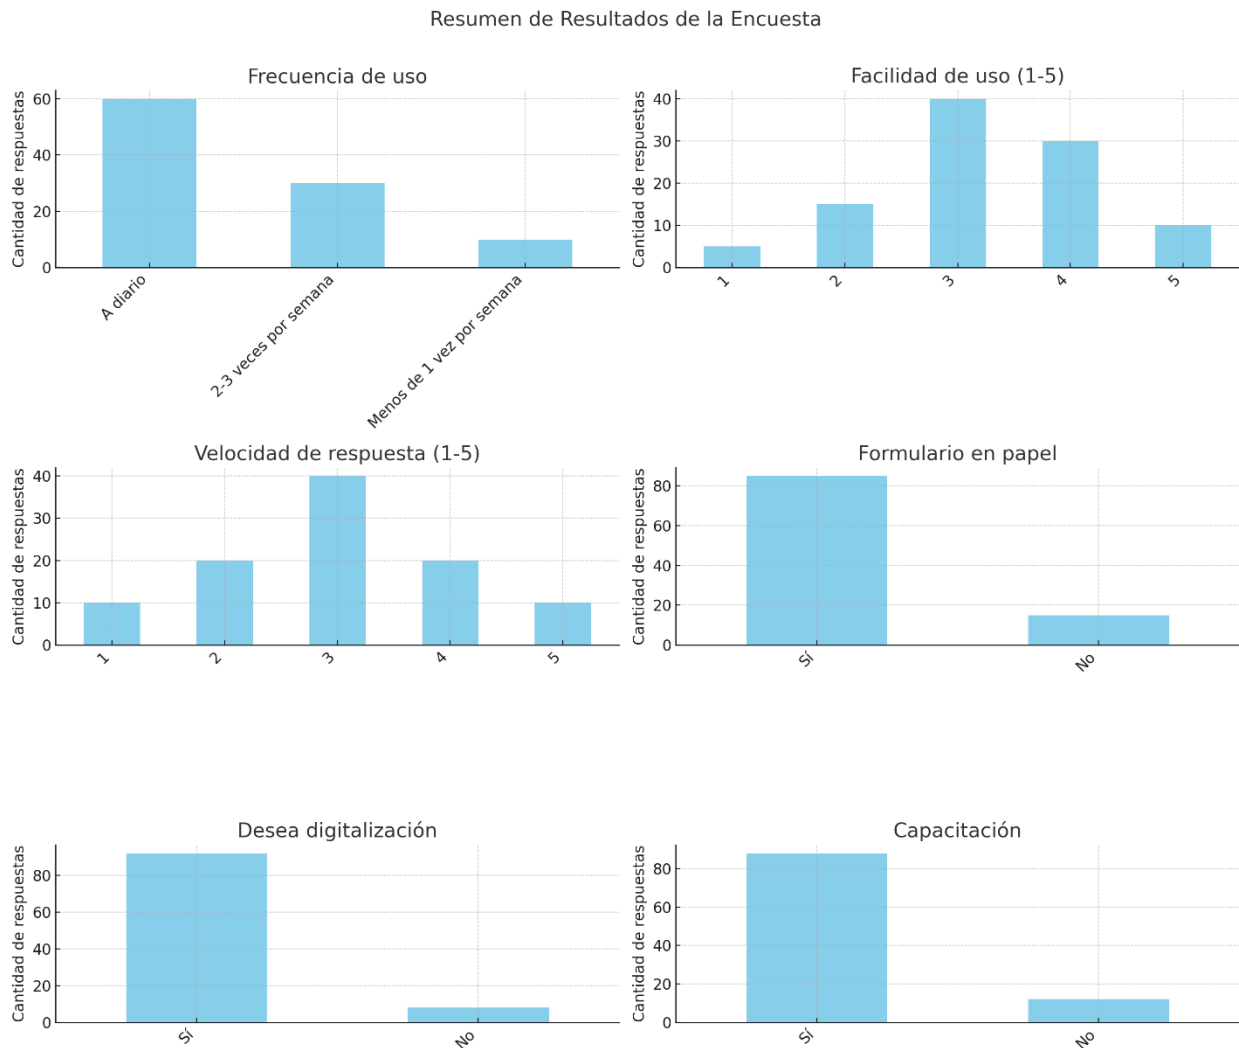 Resumen de Resultados de la Encuesta
Frecuencia de uso
Cantidad de respuestas
60
40
20
0
A diario
2-3 veces por semana
Menos de 1 vez por semana
Facilidad de uso (1-5)
Cantidad de respuestas
40
30
20
10
0
1
2
3
4
5
Velocidad de respuesta (1-5)
Cantidad de respuestas
40
30
20
10
0
1
2
3
4
5
Formulario en papel
Cantidad de respuestas
80
60
40
20
0
Sí
No
Desea digitalización
Cantidad de respuestas
80
60
40
20
0
Sí
No
Capacitación
Cantidad de respuestas
80
60
40
20
0
Sí
No